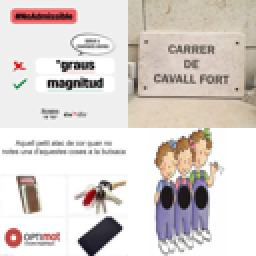 #NoAdmissible
*graus
magnitud
CARRER
DE
CAVALL FORT
Aquell petit atac de cor quan no
notes una d'aquestes coses a la butxaca
OPTIMOT